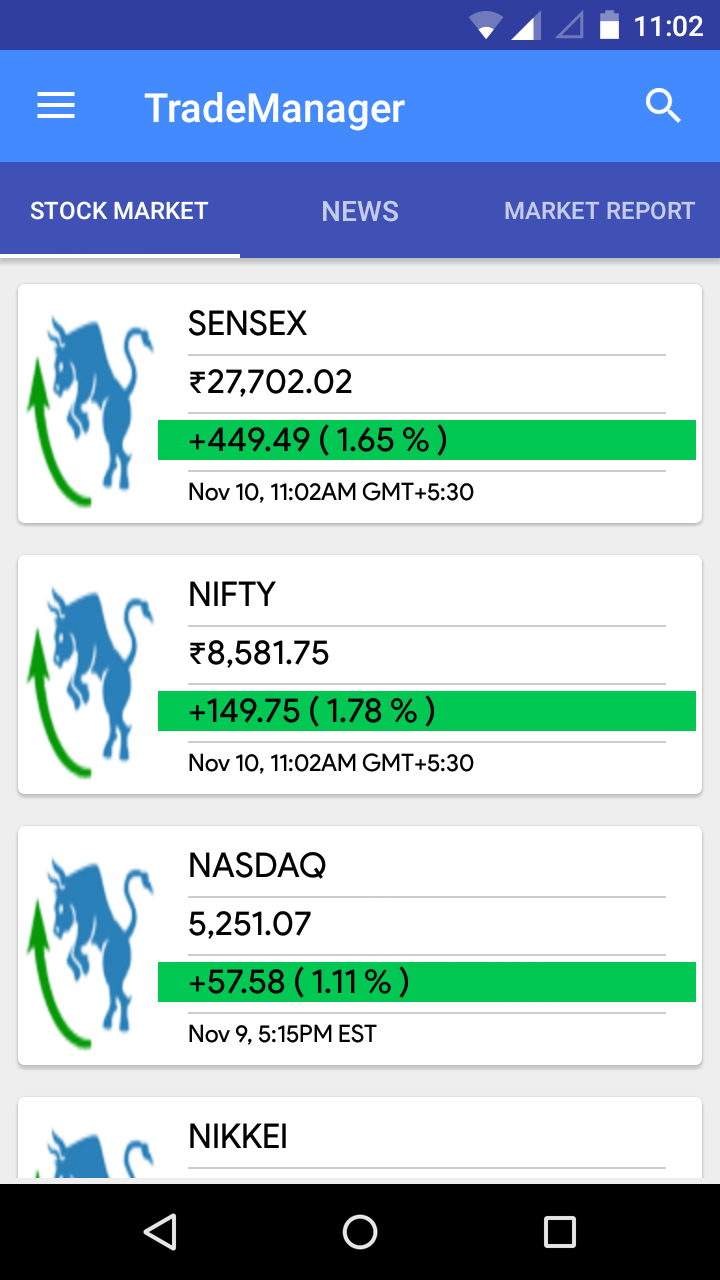 11:02
TradeManager
STOCK MARKET NEWS MARKET REPORT
SENSEX
₹27,702.02
+449.49 ( 1.65 % )
Nov 10, 11:02AM GMT+5:30
NIFTY
₹8,581.75
+149.75 ( 1.78 % )
Nov 10, 11:02AM GMT+5:30
NASDAQ
5,251.07
+57.58 ( 1.11 % )
Nov 9, 5:15PM EST
NIKKEI